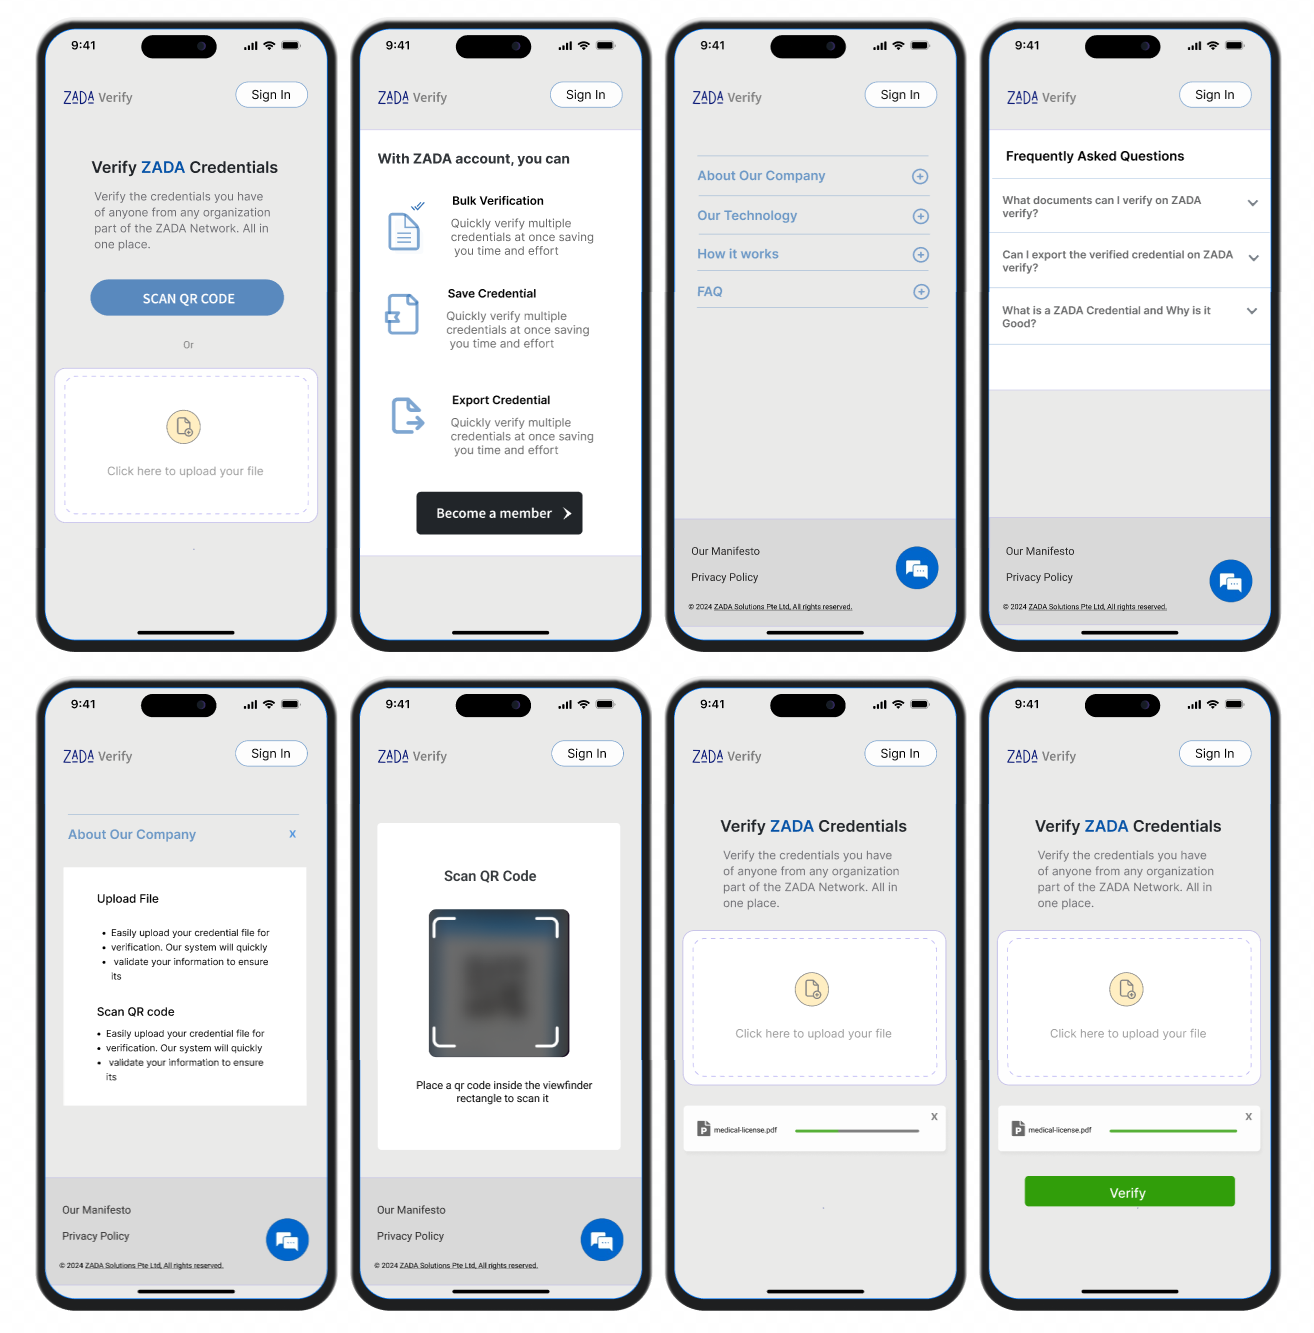 9:41
ZADA Verify
Sign In
Verify ZADA Credentials
Verify the credentials you have
of anyone from any organization
part of the ZADA Network. All in
one place.
SCAN QR CODE
Or
Click here to upload your file
9:41
ZADA Verify
Sign In
With ZADA account, you can
Bulk Verification
Quickly verify multiple
credentials at once saving
you time and effort
Save Credential
Quickly verify multiple
credentials at once saving
you time and effort
Export Credential
Quickly verify multiple
credentials at once saving
you time and effort
Become a member
9:41
ZADA Verify
Sign In
About Our Company
Our Technology
How it works
FAQ
Our Manifesto
Privacy Policy
© 2024 ZADA Solutions Pte Ltd, All rights reserved.
9:41
ZADA Verify
Sign In
Frequently Asked Questions
What documents can I verify on ZADA
verify?
Can I export the verified credential on ZADA
verify?
What is a ZADA Credential and Why is it
Good?
Our Manifesto
Privacy Policy
© 2024 ZADA Solutions Pte Ltd, All rights reserved.
9:41
ZADA Verify
Sign In
About Our Company x
Upload File
• Easily upload your credential file for
• verification. Our system will quickly
• validate your information to ensure
its
Scan QR code
• Easily upload your credential file for
• verification. Our system will quickly
• validate your information to ensure
its
Our Manifesto
Privacy Policy
© 2024 ZADA Solutions Pte Ltd, All rights reserved.
9:41
ZADA Verify
Sign In
Scan QR Code
Place a qr code inside the viewfinder
rectangle to scan it
Our Manifesto
Privacy Policy
© 2024 ZADA Solutions Pte Ltd, All rights reserved.
9:41
ZADA Verify
Sign In
Verify ZADA Credentials
Verify the credentials you have
of anyone from any organization
part of the ZADA Network. All in
one place.
Click here to upload your file
x
P medical-license.pdf
9:41
ZADA Verify
Sign In
Verify ZADA Credentials
Verify the credentials you have
of anyone from any organization
part of the ZADA Network. All in
one place.
Click here to upload your file
x
P medical-license.pdf
Verify